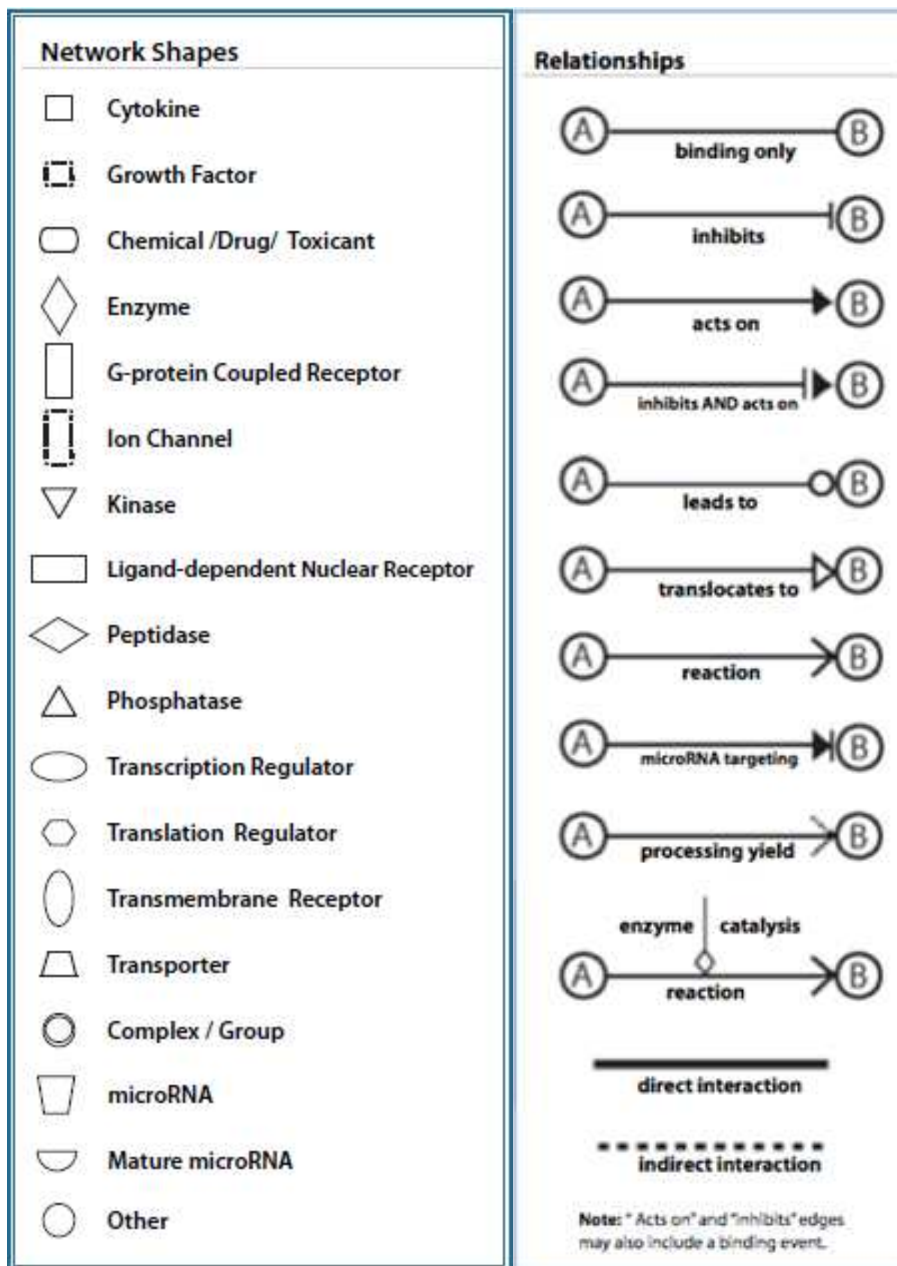 Network Shapes
Cytokine
Growth Factor
Chemical /Drug/ Toxicant
Enzyme
G-protein Coupled Receptor
Ion Channel
Kinase
Ligand-dependent Nuclear Receptor
Peptidase
Phosphatase
Transcription Regulator
Translation Regulator
Transmembrane Receptor
Transporter
Complex / Group
microRNA
Mature microRNA
Other
Relationships
A B
binding only
A B
inhibits
A B
acts on
A B
inhibits AND acts on
A B
leads to
A B
translocates to
A B
reaction
A B
microRNA targeting
A B
processing yield
enzyme catalysis
A B
reaction
direct interaction
indirect interaction
Note: " Acts on" and "inhibits" edges
may also include a binding event.